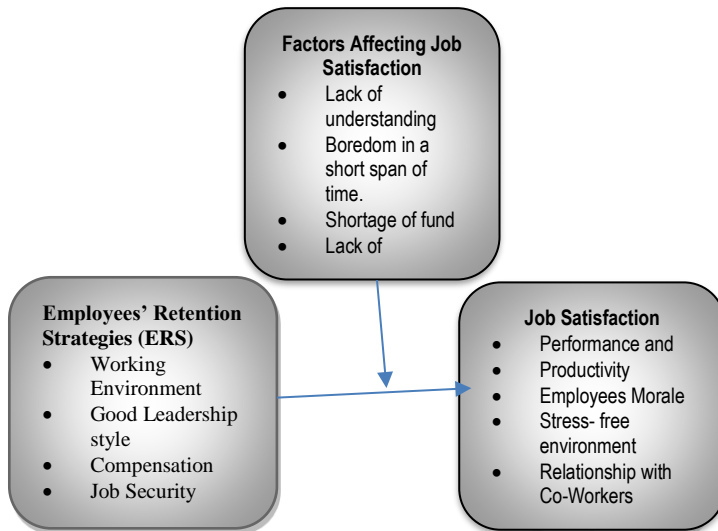 Factors Affecting Job
Satisfaction
• Lack of
understanding
• Boredom in a
short span of
time.
• Shortage of fund
• Lack of
Employees' Retention
Strategies (ERS)
• Working
Environment
• Good Leadership
style
• Compensation
• Job Security
Job Satisfaction
• Performance and
• Productivity
• Employees Morale
• Stress- free
environment
• Relationship with
Co-Workers